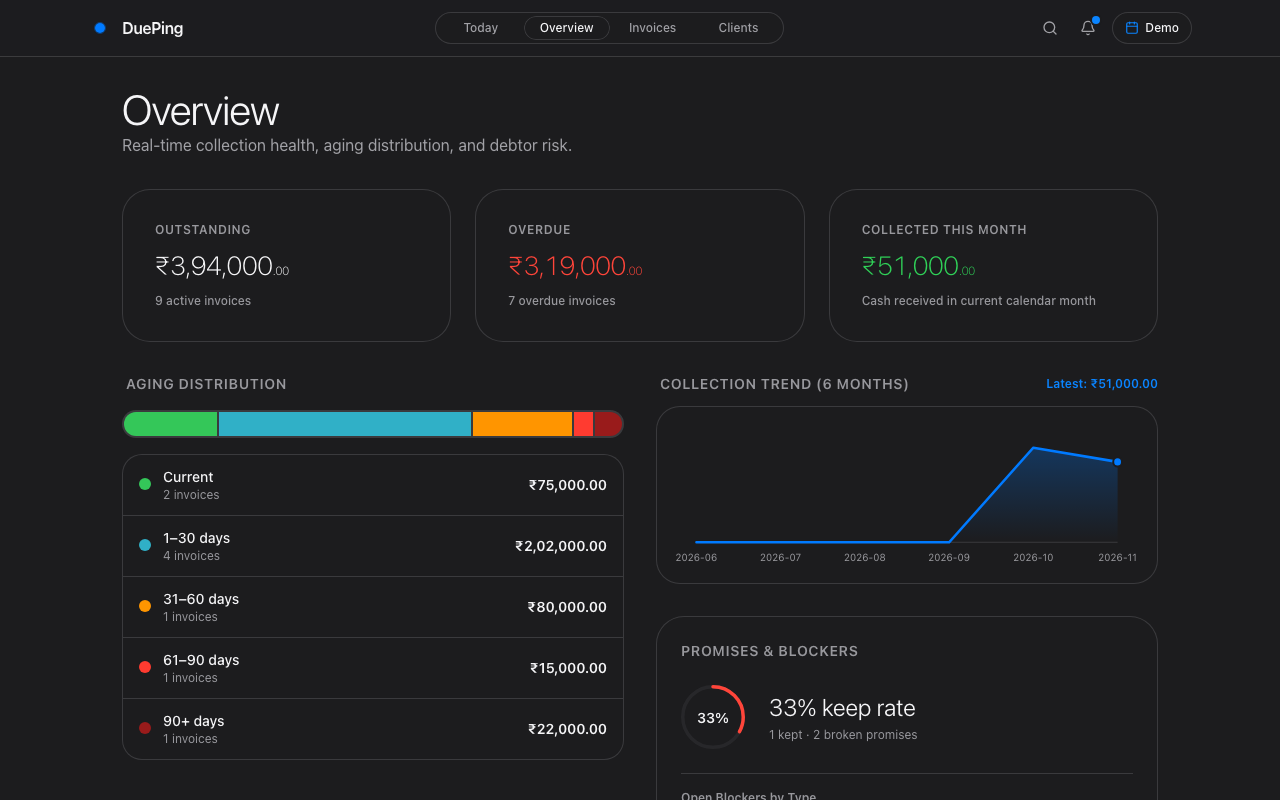 DuePing
Today
Overview
Invoices
Clients
Demo
Overview
Real-time collection health, aging distribution, and debtor risk.
OUTSTANDING
₹3,94,000.00
9 active invoices
OVERDUE
₹3,19,000.00
7 overdue invoices
COLLECTED THIS MONTH
₹51,000.00
Cash received in current calendar month
AGING DISTRIBUTION
Current
2 invoices
₹75,000.00
1–30 days
4 invoices
₹2,02,000.00
31–60 days
1 invoices
₹80,000.00
61–90 days
1 invoices
₹15,000.00
90+ days
1 invoices
₹22,000.00
COLLECTION TREND (6 MONTHS)
Latest: ₹51,000.00
2026-06
2026-07
2026-08
2026-09
2026-10
2026-11
PROMISES & BLOCKERS
33%
33% keep rate
1 kept · 2 broken promises
Open Blockers by Type